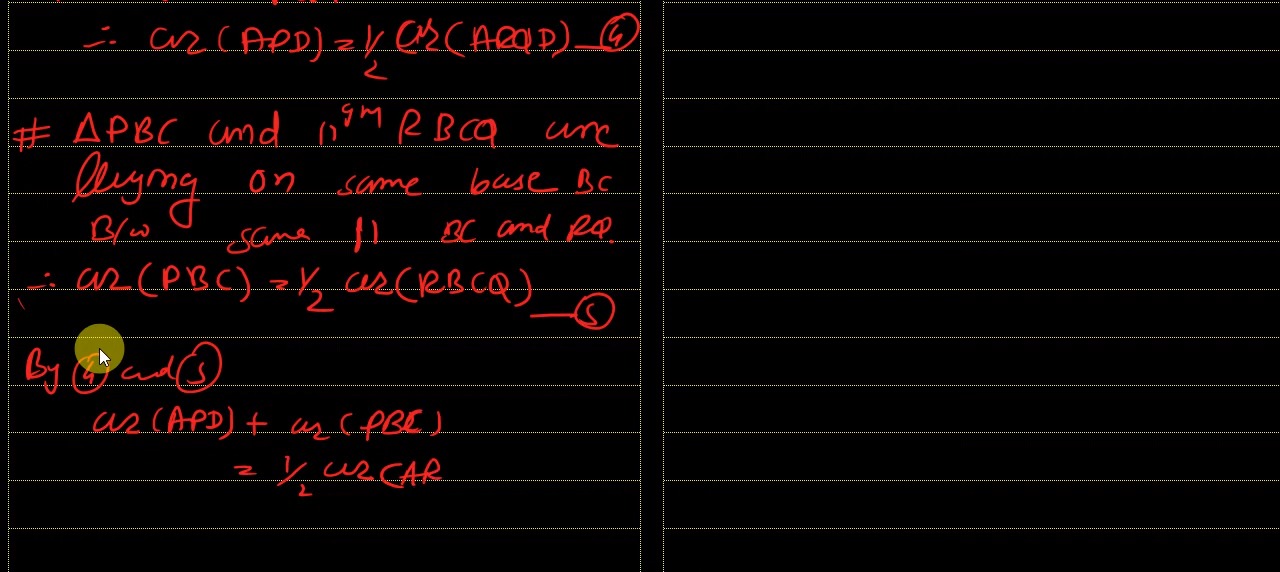 ∴ ar (APD) = 1/2 ar (ARQD) — 4
# ΔPBC and ||gm RBCQ are
lleying on same base BC
B/w same || BC and RQ.
∴ ar (PBC) = 1/2 ar (RBCQ)
— 5
By 4 and 5
ar (APD) + ar (PBC)
= 1/2 ar (AR